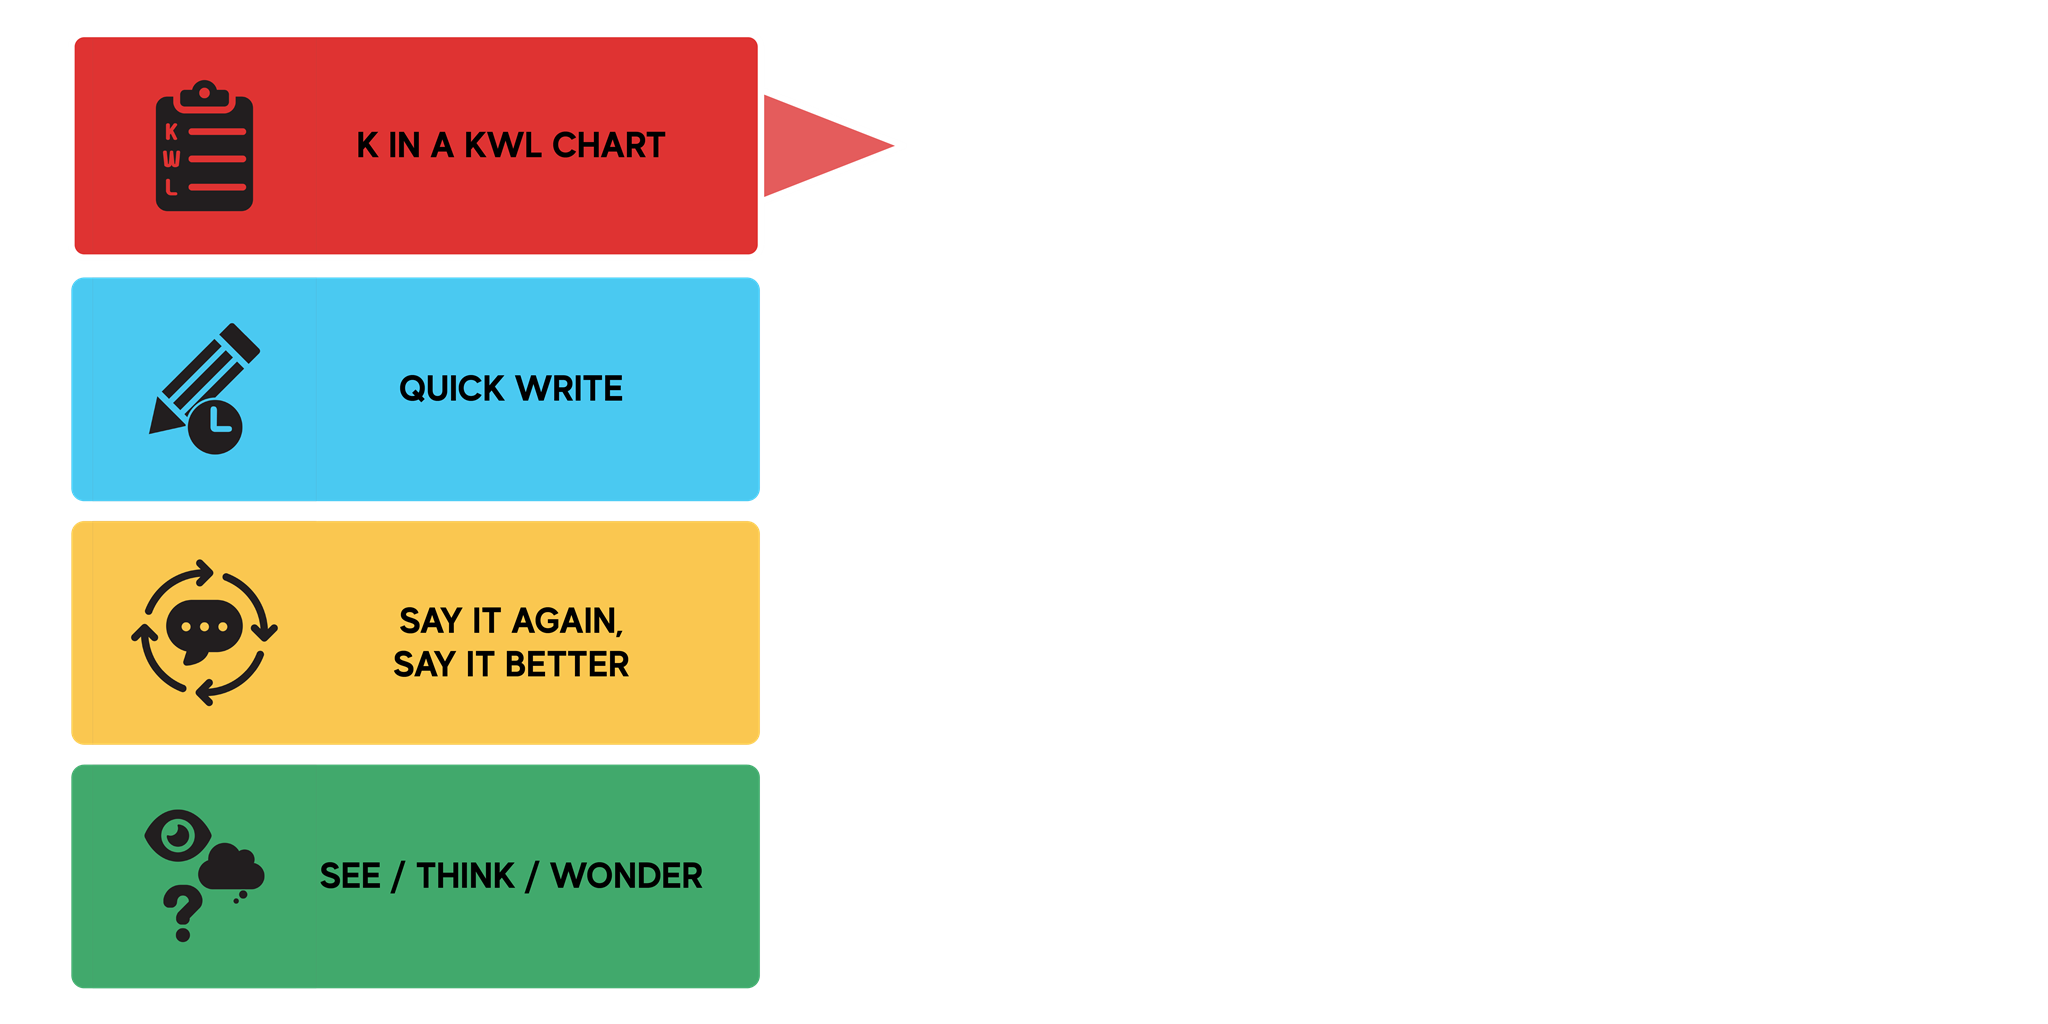 K
W
L
K IN A KWL CHART
QUICK WRITE
SAY IT AGAIN,
SAY IT BETTER
SEE / THINK / WONDER
?